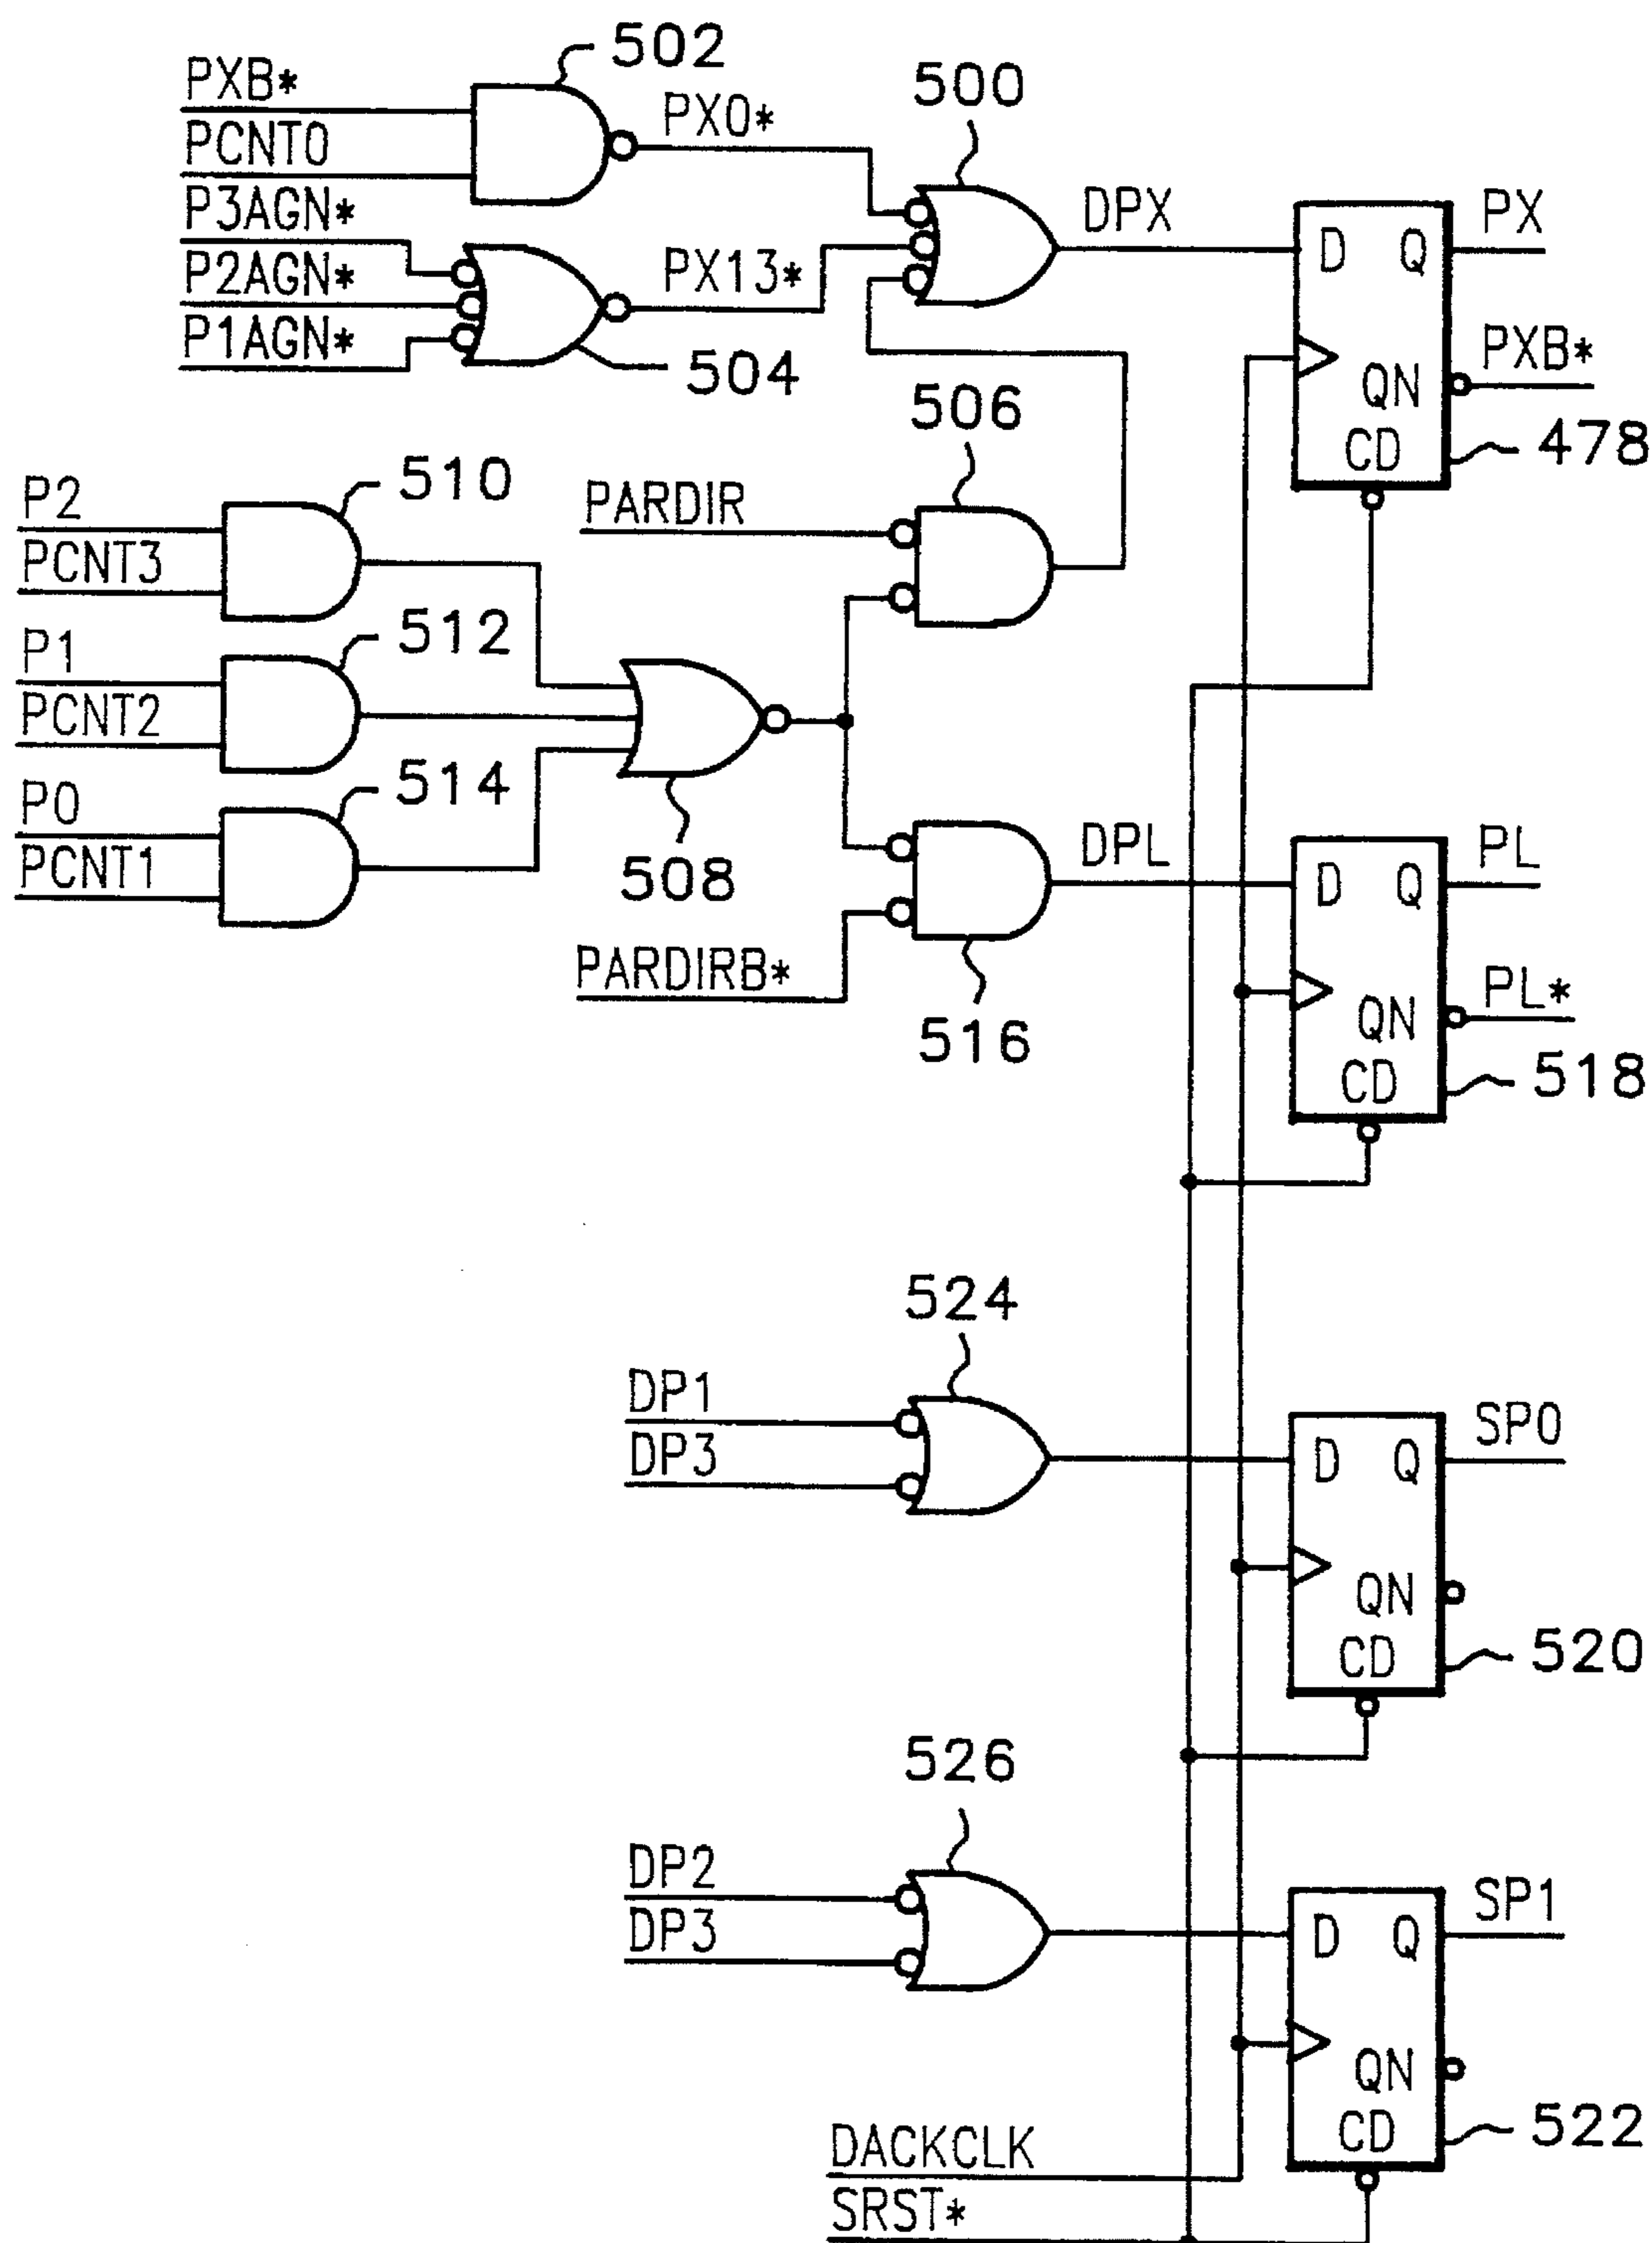 502
PXB*
PCNT0
PX0*
500
P3AGN*
P2AGN*
P1AGN*
PX13*
504
DPX
D Q
PX
QN
PXB*
CD
478
506
510
P2
PCNT3
PARDIR
512
P1
PCNT2
514
P0
PCNT1
508
DPL
D Q
PL
PARDIRB*
516
QN
PL*
CD
518
524
DP1
DP3
D Q
SP0
QN
CD
520
526
DP2
DP3
D Q
SP1
QN
CD
522
DACKCLK
SRST*